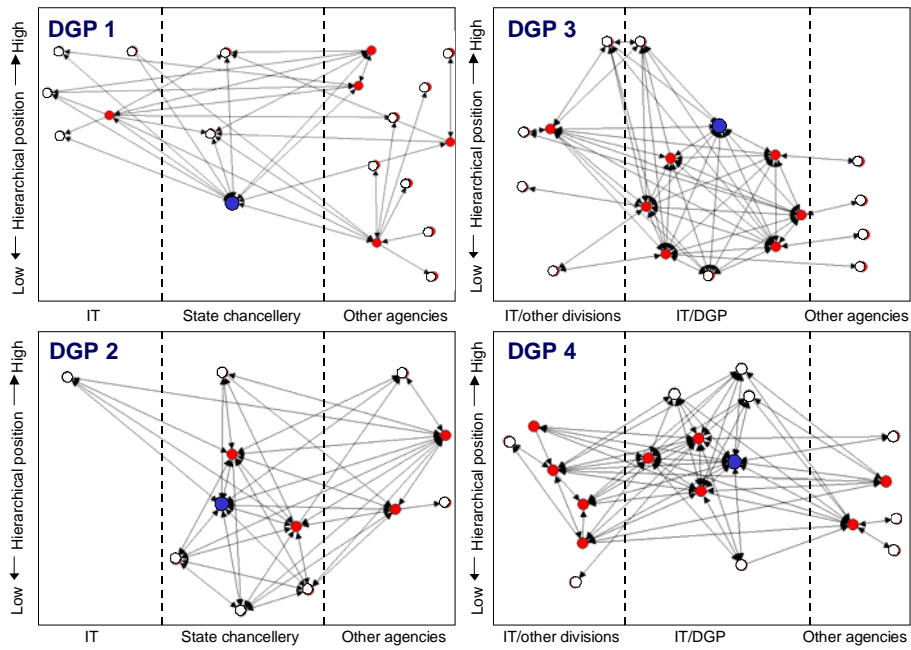 DGP 1
High
Hierarchical position
Low
IT
State chancellery
Other agencies
DGP 3
High
Hierarchical position
Low
IT/other divisions
IT/DGP
Other agencies
DGP 2
High
Hierarchical position
Low
IT
State chancellery
Other agencies
DGP 4
High
Hierarchical position
Low
IT/other divisions
IT/DGP
Other agencies